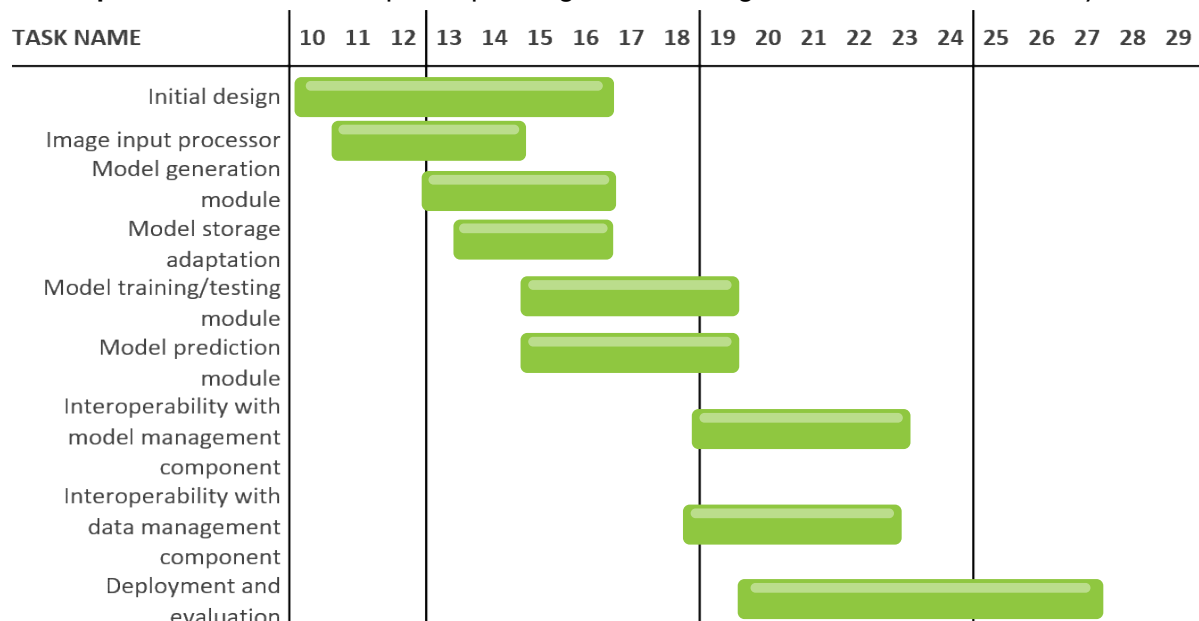 TASK NAME 10 11 12 13 14 15 16 17 18 19 20 21 22 23 24 25 26 27 28 29
Initial design
Image input processor
Model generation
module
Model storage
adaptation
Model training/testing
module
Model prediction
module
Interoperability with
model management
component
Interoperability with
data management
component
Deployment and
evaluation